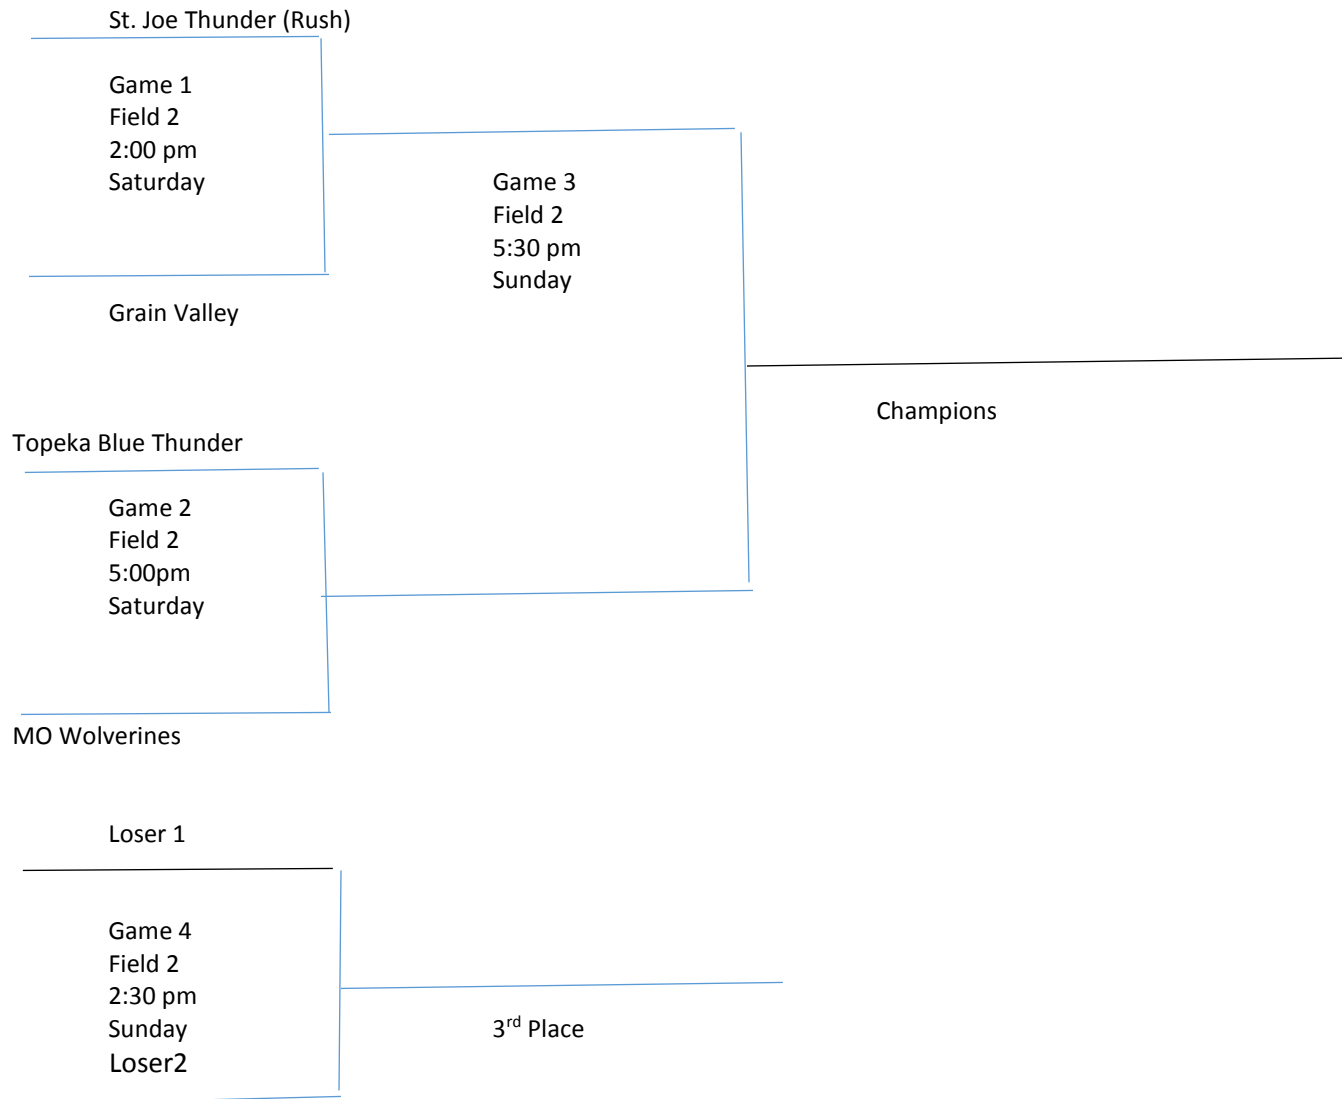 St. Joe Thunder (Rush)
Game 1
Field 2
2:00 pm
Saturday
Grain Valley
Game 3
Field 2
5:30 pm
Sunday
Champions
Topeka Blue Thunder
Game 2
Field 2
5:00pm
Saturday
MO Wolverines
Loser 1
Game 4
Field 2
2:30 pm
Sunday
Loser2
3rd Place